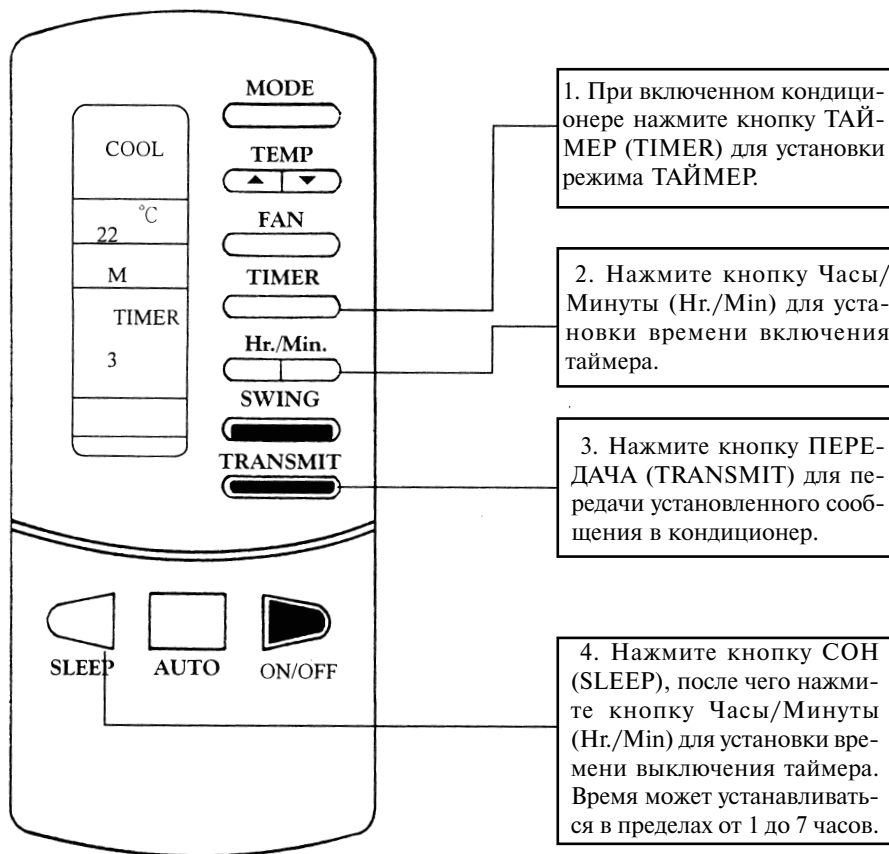 MODE
COOL
TEMP
▲ ▼
°C
22
FAN
M
TIMER
TIMER
Hr./Min.
3
SWING
TRANSMIT
SLEEP AUTO ON/OFF
1. При включенном кондици-
онере нажмите кнопку ТАЙ-
МЕР (TIMER) для установки
режима ТАЙМЕР.
2. Нажмите кнопку Часы/
Минуты (Hr./Min) для уста-
новки времени включения
таймера.
3. Нажмите кнопку ПЕРЕ-
ДАЧА (TRANSMIT) для пе-
редачи установленного сооб-
щения в кондиционер.
4. Нажмите кнопку СОН
(SLEEP), после чего нажми-
те кнопку Часы/Минуты
(Hr./Min) для установки вре-
мени выключения таймера.
Время может устанавливать-
ся в пределах от 1 до 7 часов.